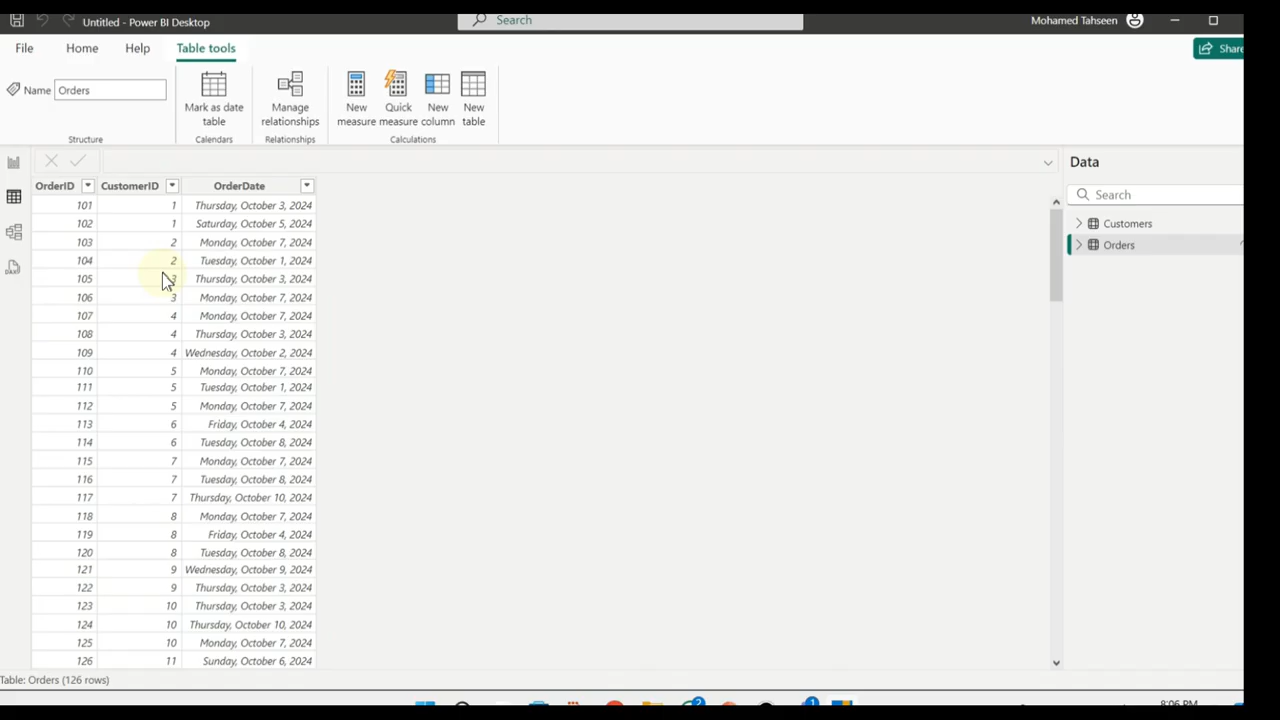 Untitled - Power BI Desktop
Search
Mohamed Tahseen
File
Home
Help
Table tools
Share
Name
Orders
Mark as date table
Manage relationships
New measure
Quick measure
New column
New table
Structure
Calendars
Relationships
Calculations
Data
Search
Customers
Orders
OrderID CustomerID OrderDate
101 1 Thursday, October 3, 2024
102 1 Saturday, October 5, 2024
103 2 Monday, October 7, 2024
104 2 Tuesday, October 1, 2024
105 3 Thursday, October 3, 2024
106 3 Monday, October 7, 2024
107 4 Monday, October 7, 2024
108 4 Thursday, October 3, 2024
109 4 Wednesday, October 2, 2024
110 5 Monday, October 7, 2024
111 5 Tuesday, October 1, 2024
112 5 Monday, October 7, 2024
113 6 Friday, October 4, 2024
114 6 Tuesday, October 8, 2024
115 7 Monday, October 7, 2024
116 7 Tuesday, October 8, 2024
117 7 Thursday, October 10, 2024
118 8 Monday, October 7, 2024
119 8 Friday, October 4, 2024
120 8 Tuesday, October 8, 2024
121 9 Wednesday, October 9, 2024
122 9 Thursday, October 3, 2024
123 10 Thursday, October 3, 2024
124 10 Thursday, October 10, 2024
125 10 Monday, October 7, 2024
126 11 Sunday, October 6, 2024
Table: Orders (126 rows)
8:06 PM